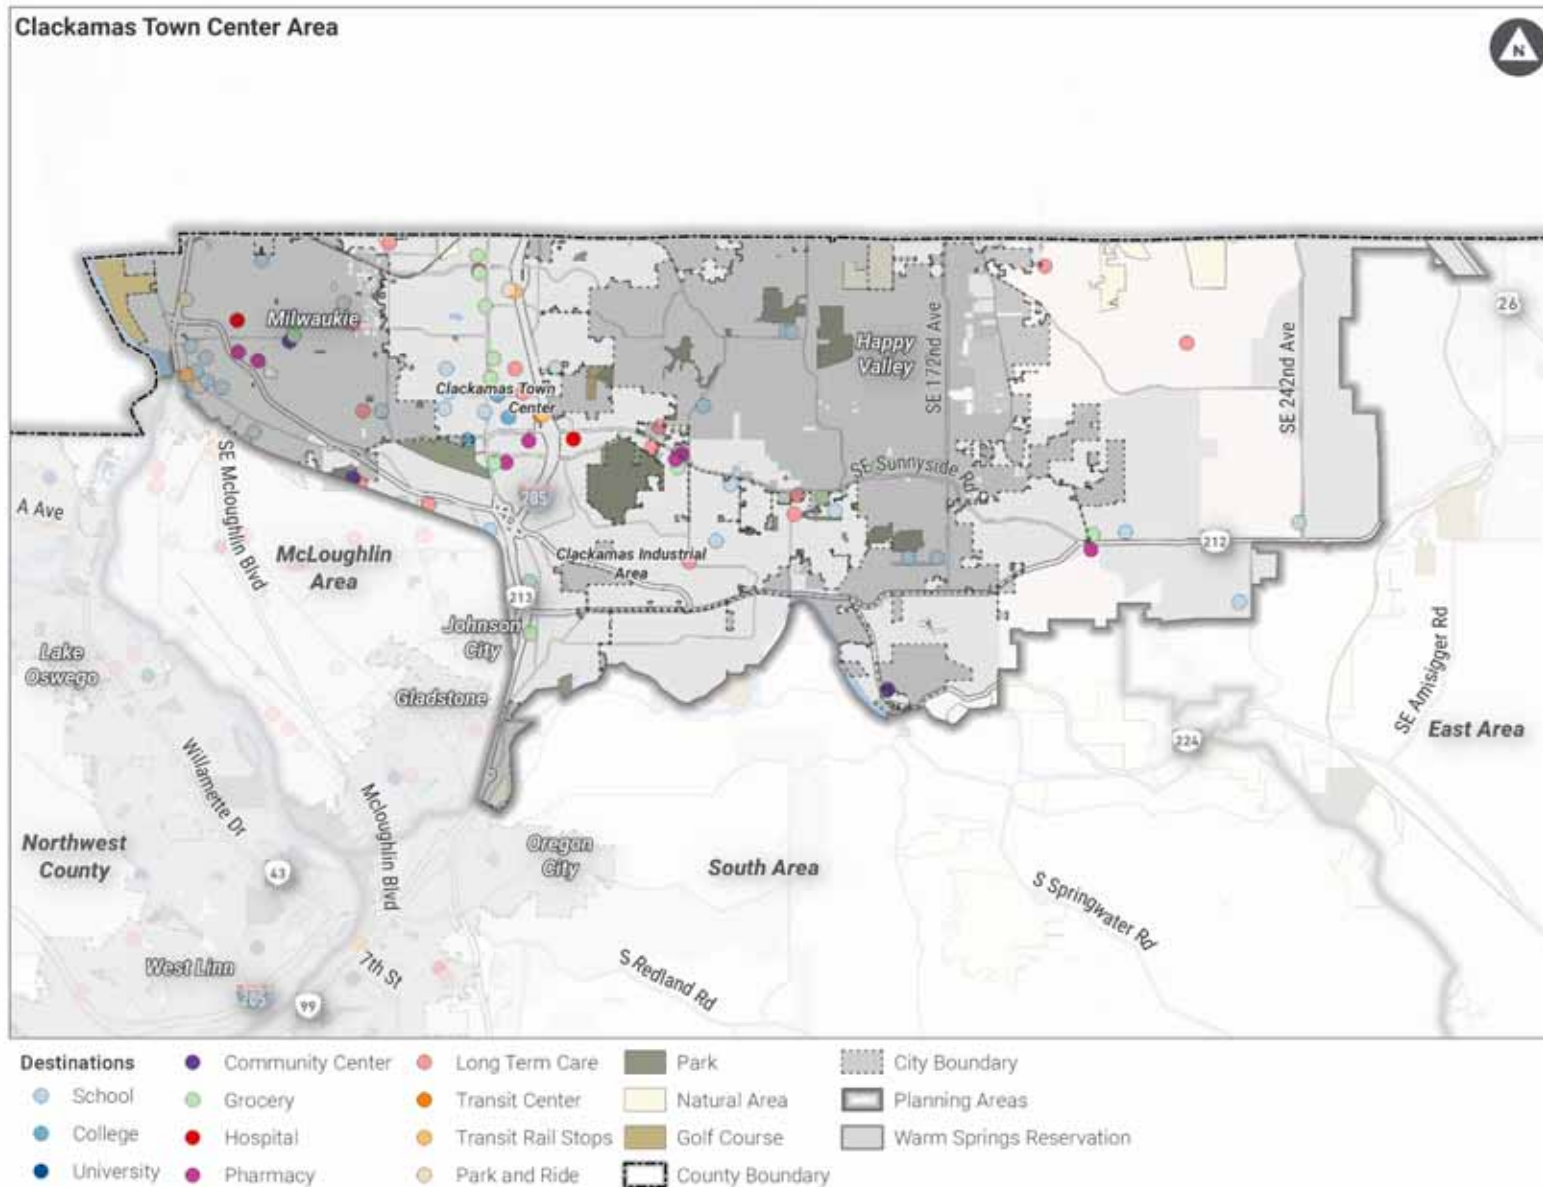 Clackamas Town Center Area
N
26
Milwaukie
Happy
Valley
SE 172nd Ave
SE 242nd Ave
Clackamas Town
Center
SE Sunnyside Rd
205
A Ave
SE Mcloughlin Blvd
McLoughlin
Area
Clackamas Industrial
Area
212
213
Johnson
City
Lake
Oswego
Gladstone
SE Amisigger Rd
East Area
224
Willamette Dr
Mcloughlin Blvd
Northwest
County
43
Oregon
City
South Area
S Springwater Rd
West Linn
7th St
S Redland Rd
205
99
Destinations
School
College
University
Community Center
Grocery
Hospital
Pharmacy
Long Term Care
Transit Center
Transit Rail Stops
Park and Ride
Park
Natural Area
Golf Course
County Boundary
City Boundary
Planning Areas
Warm Springs Reservation